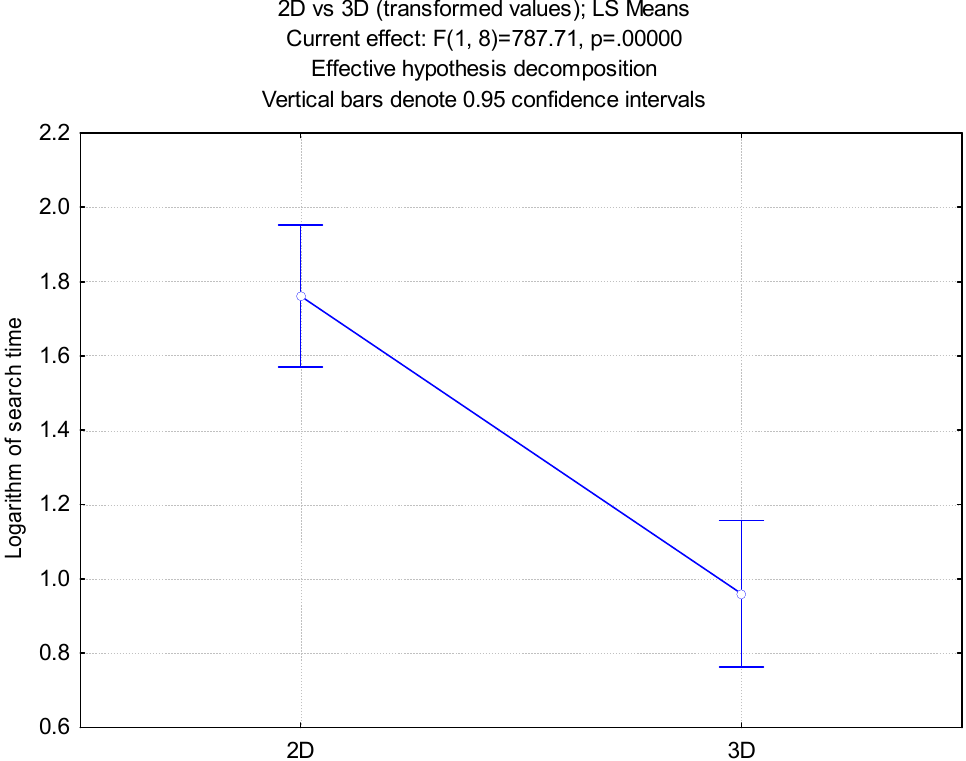 2D vs 3D (transformed values); LS Means
Current effect: F(1, 8)=787.71, p=.00000
Effective hypothesis decomposition
Vertical bars denote 0.95 confidence intervals
2.2
2.0
1.8
1.6
1.4
1.2
1.0
0.8
0.6
Logarithm of search time
2D
3D